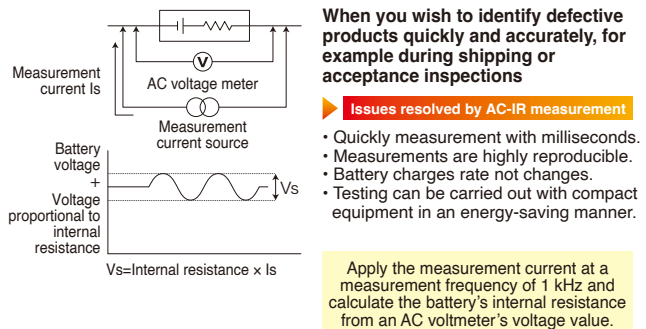 Measurement
current Is
V
AC voltage meter
Measurement
current source
Battery
voltage
+
Voltage
proportional to
internal
resistance
Vs
Vs=Internal resistance × Is
When you wish to identify defective
products quickly and accurately, for
example during shipping or
acceptance inspections
Issues resolved by AC-IR measurement
• Quickly measurement with milliseconds.
• Measurements are highly reproducible.
• Battery charges rate not changes.
• Testing can be carried out with compact
equipment in an energy-saving manner.
Apply the measurement current at a
measurement frequency of 1 kHz and
calculate the battery's internal resistance
from an AC voltmeter's voltage value.